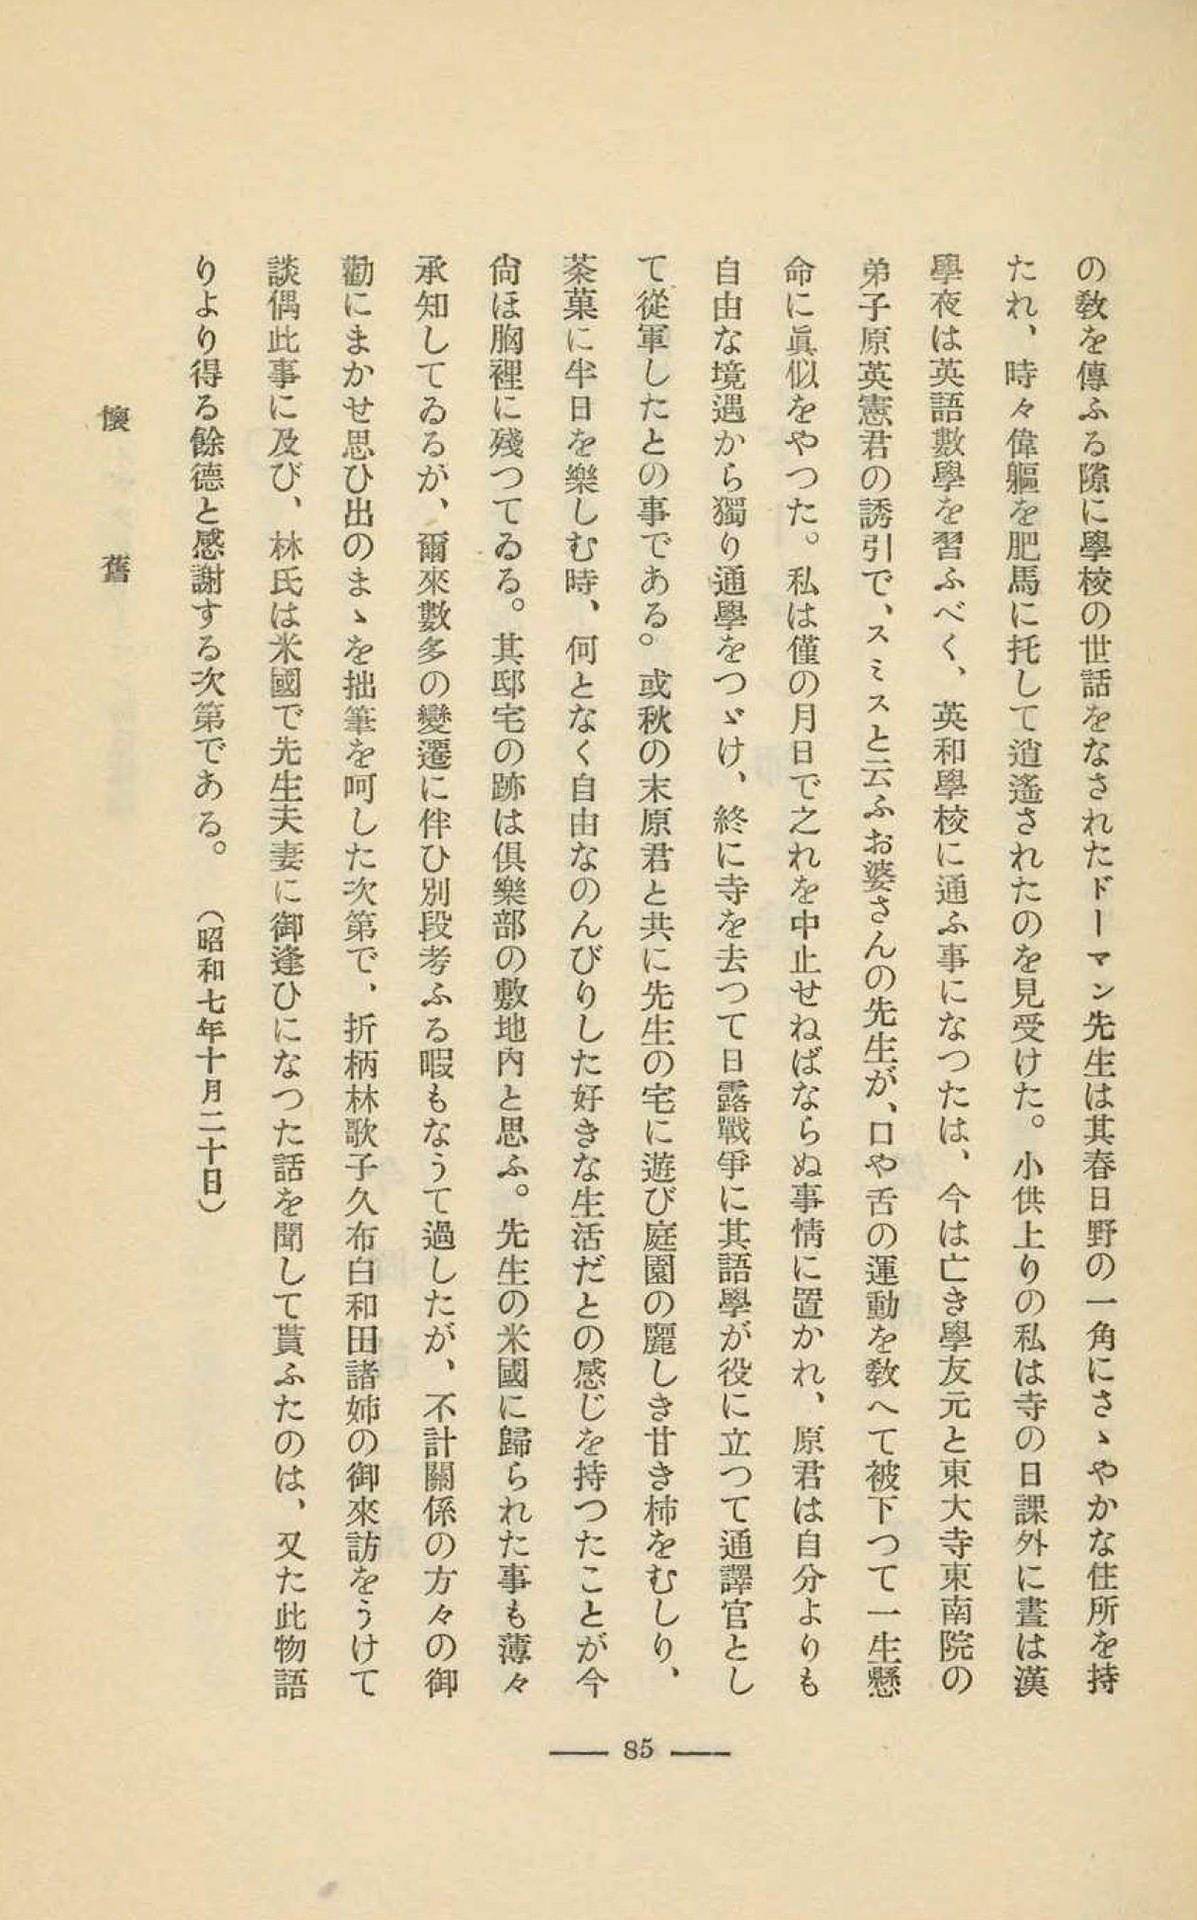 の敎を傳ふる隙に學校の世話をなされたドーマン先生は其春日野の一角にさゝやかな住所を持
たれ、時々偉軀を肥馬に托して逍遙されたのを見受けた。小供上りの私は寺の日課外に晝は漢
學夜は英語數學を習ふべく、英和學校に通ふ事になつたは、今は亡き學友元と東大寺東南院の
弟子原英憲君の誘引で、スミスと云ふお婆さんの先生が、口や舌の運動を敎へて被下つて一生懸
命に眞似をやつた。私は僅の月日で之れを中止せねばならぬ事情に置かれ、原君は自分よりも
自由な境遇から獨り通學をつゞけ、終に寺を去つて日露戰爭に其語學が役に立つて通譯官とし
て從軍したとの事である。或秋の末原君と共に先生の宅に遊び庭園の麗しき甘き柿をむしり、
茶菓に半日を樂しむ時、何となく自由なのんびりした好きな生活だとの感じを持つたことが今
尙ほ胸裡に殘つてゐる。其邸宅の跡は俱樂部の敷地內と思ふ。先生の米國に歸られた事も薄々
承知してゐるが、爾來數多の變遷に伴ひ別段考ふる暇もなうて過したが、不計關係の方々の御
勸にまかせ思ひ出のまゝを拙筆を呵した次第で、折柄林歌子久布白和田諸姉の御來訪をうけて
談偶此事に及び、林氏は米國で先生夫妻に御逢ひになつた話を聞して貰ふたのは、又た此物語
りより得る餘德と感謝する次第である。（昭和七年十月二十日）
懷舊
85